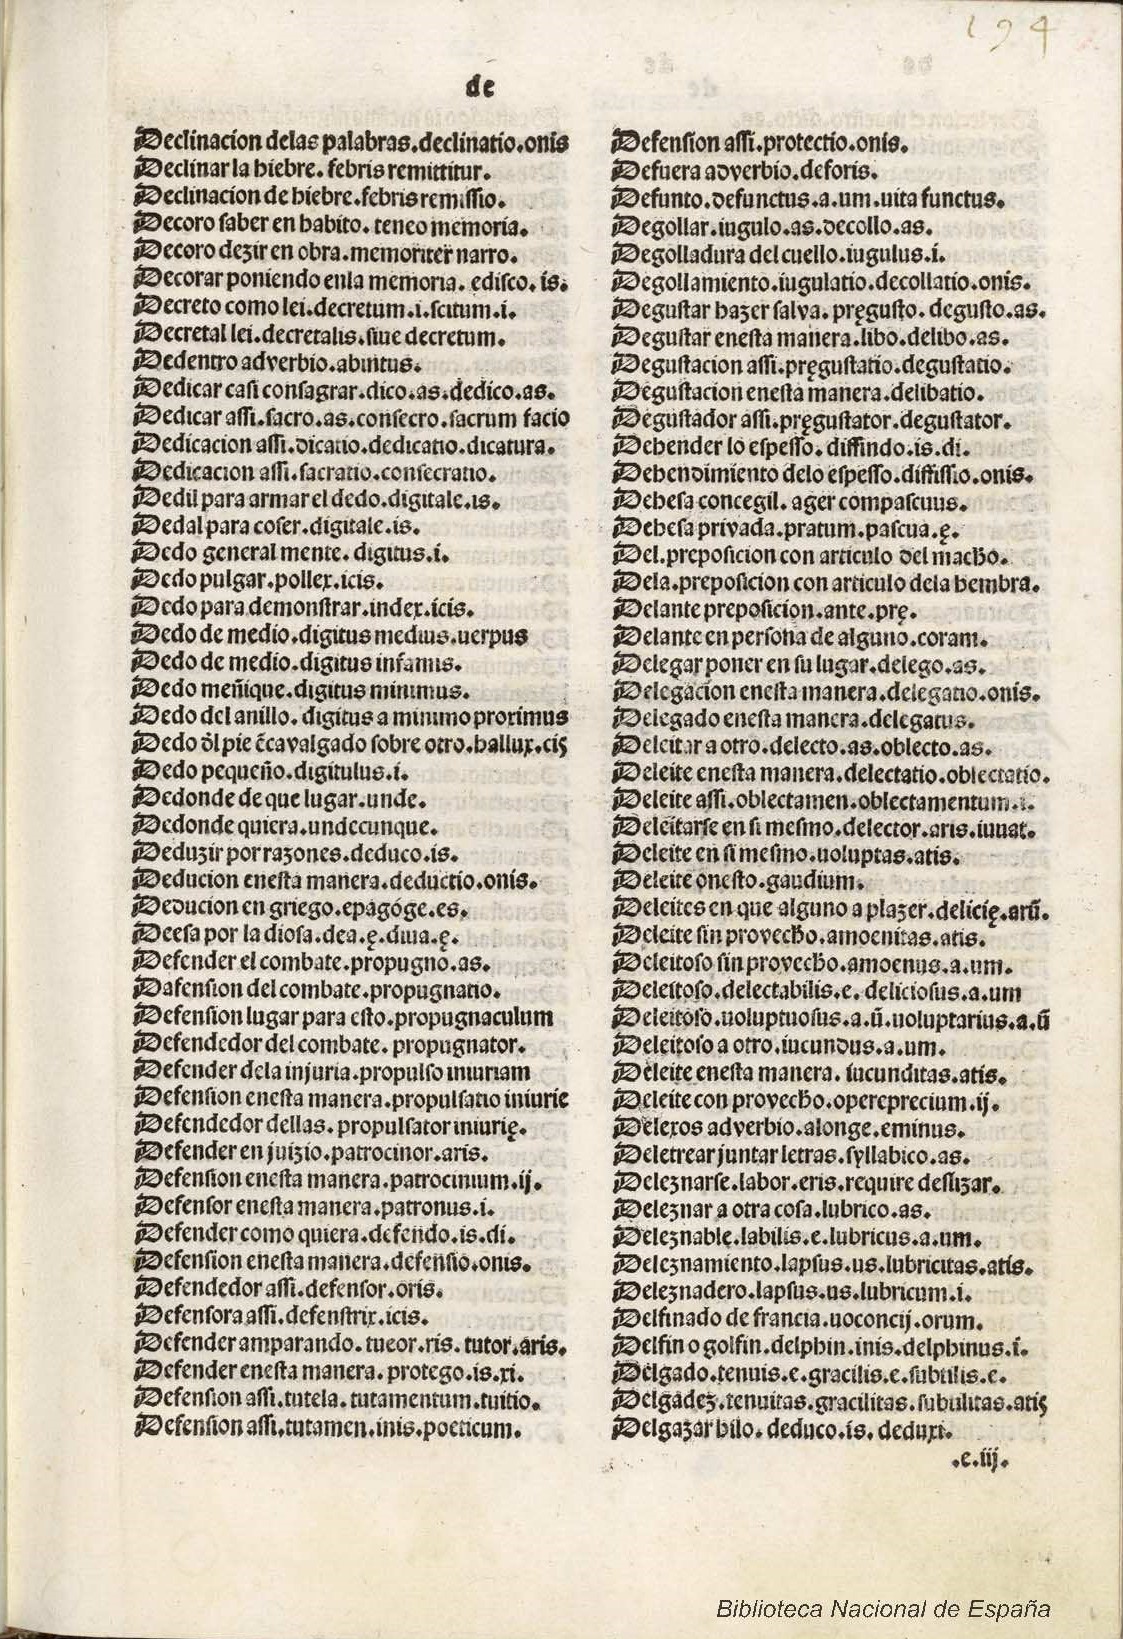 194
de
Declinacion delas palabras.declinatio.onis
Declinar la hiebre.febris remittitur.
Declinacion de hiebre.febris remissio.
Decoro saber en habito. teneo memoria.
Decoro dezir en obra.memoriter narro.
Decorar poniendo enla memoria. edisco.is.
Decreto como lei.decretum.i.scitum.i.
Decretal lei.decretalis.siue decretum.
Dedentro adverbio.abintus.
Dedicar casi consagrar.dico.as.dedico.as.
Dedicar assi.sacro.as.consecro.sacrum facio
Dedicacion assi.dicatio.dedicatio.dicatura.
Dedicacion assi.sacratio.consecratio.
Dedil para armar el dedo.digitale.is.
Dedal para coser.digitale.is.
Dedo general mente. digitus.i.
Dedo pulgar.pollex.icis.
Dedo para demonstrar.index.icis.
Dedo de medio.digitus medius.uerpus
Dedo de medio.digitus infamis.
Dedo meñique.digitus minimus.
Dedo del anillo. digitus a minimo proximus
Dedo d̃l pie ẽcavalgado sobre otro.hallux.cis
Dedo pequeño.digitulus.i.
Dedonde de que lugar.unde.
Dedonde quiera.undecunque.
Deduzir por razones.deduco.is.
Deducion enesta manera.deductio.onis.
Deducion en griego.epagóge.es.
Deesa por la diosa.dea.ę.diua.ę.
Defender el combate.propugno.as.
Dafension del combate.propugnatio.
Defension lugar para esto.propugnaculum
Defendedor del combate. propugnator.
Defender dela injuria.propulso iniuriam
Defension enesta manera.propulsatio iniurie
Defendedor dellas. propulsator iniurię.
Defender en juizio.patrocinor.aris.
Defension enesta manera.patrocinium.ij.
Defensor enesta manera.patronus.i.
Defender como quiera.defendo.is.di.
Defension enesta manera.defensio.onis.
Defendedor assi.defensor.oris.
Defensora assi.defenstrix.icis.
Defender amparando.tueor.ris.tutor.aris.
Defender enesta manera. protego.is.xi.
Defension assi.tutela.tutamentum.tuitio.
Defension assi.tutamen.inis.poeticum.
Defension assi.protectio.onis.
Defuera adverbio.deforis.
Defunto.defunctus.a.um.uita functus.
Degollar.iugulo.as.decollo.as.
Degolladura del cuello.iugulus.i.
Degollamiento.iugulatio.decollatio.onis.
Degustar hazer salva. pręgusto. degusto.as.
Degustar enesta manera.libo.delibo.as.
Degustacion assi.pręgustatio.degustatio.
Degustacion enesta manera.delibatio.
Degustador assi.pręgustator.degustator.
Dehender lo espesso.diffindo.is.di.
Dehendimiento delo espesso.diffissio.onis.
Dehesa concegil. ager compascuus.
Dehesa privada.pratum.pascua.ę.
Del.preposicion con articulo del macho.
Dela.preposicion con articulo dela hembra.
Delante preposicion.ante.prę.
Delante en persona de alguno.coram.
Delegar poner en su lugar.delego.as.
Delegacion enesta manera.delegatio.onis.
Delegado enesta manera.delegatus.
Deleitar a otro.delecto.as.oblecto.as.
Deleite enesta manera.delectatio.oblectatio.
Deleite assi.oblectamen.oblectamentum.i.
Deleitarse en si mesmo.delector.aris.iuuat.
Deleite en si mesmo.uoluptas.atis.
Deleite onesto.gaudium.
Deleites en que alguno a plazer.delicię.arũ.
Deleite sin provecho.amoenitas.atis.
Deleitoso sin provecho.amoenus.a.um.
Deleitoso.delectabilis.e. deliciosus.a.um
Deleitoso.uoluptuosus.a.ũ.uoluptarius.a.ũ
Deleitoso a otro.iucundus.a.um.
Deleite enesta manera. iucunditas.atis.
Deleite con provecho.opereprecium.ij.
Delexos adverbio.alonge.eminus.
Deletrear juntar letras.syllabico.as.
Deleznarse.labor.eris.require deslizar.
Deleznar a otra cosa.lubrico.as.
Deleznable.labilis.e.lubricus.a.um.
Deleznamiento.lapsus.us.lubricitas.atis.
Deleznadero.lapsus.us.lubricum.i.
Delfinado de francia.uoconcij.orum.
Delfin o golfin.delphin.inis.delphinus.i.
Delgado.tenuis.e.gracilis.e.subtilis.e.
Delgadez.tenuitas.gracilitas.subtilitas.atis
Delgazar hilo. deduco.is. deduxi.
.e.iij.
Biblioteca Nacional de España